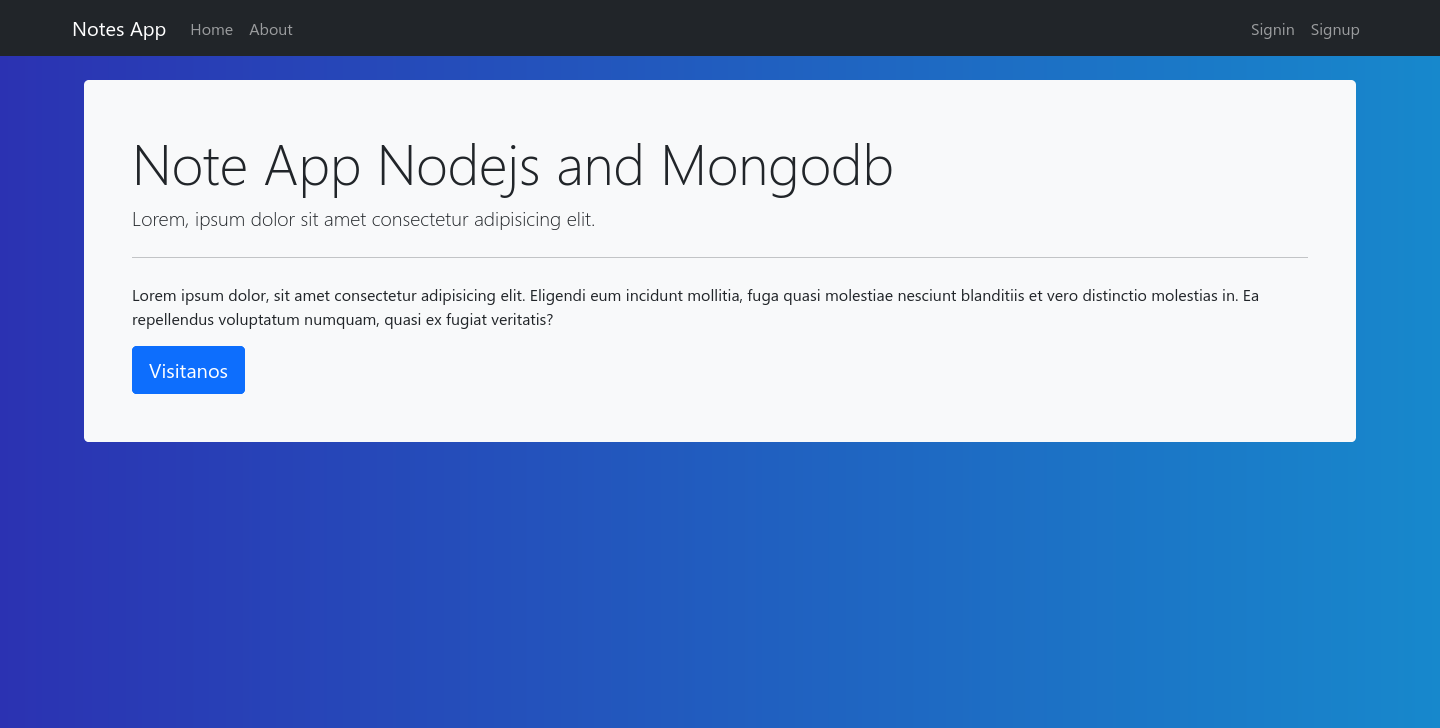 Notes App Home About Signin Signup
Note App Nodejs and Mongodb
Lorem, ipsum dolor sit amet consectetur adipisicing elit.
Lorem ipsum dolor, sit amet consectetur adipisicing elit. Eligendi eum incidunt mollitia, fuga quasi molestiae nesciunt blanditiis et vero distinctio molestias in. Ea
repellendus voluptatum numquam, quasi ex fugiat veritatis?
Visitanos